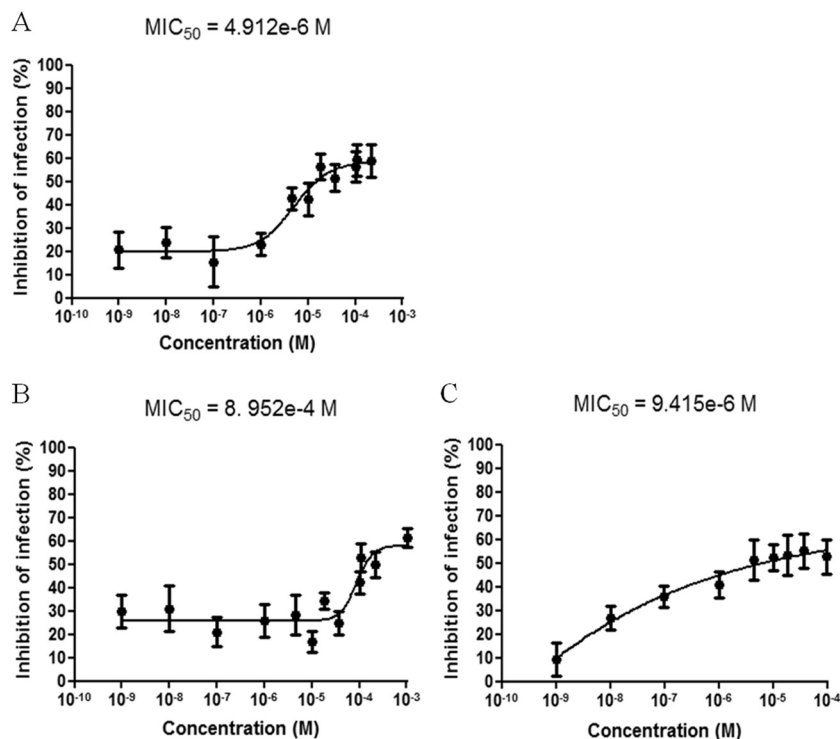 A
MIC50 = 4.912e-6 M
Inhibition of infection (%)
100
90
80
70
60
50
40
30
20
10
0
10-10 10-9 10-8 10-7 10-6 10-5 10-4 10-3
Concentration (M)
B
MIC50 = 8. 952e-4 M
Inhibition of infection (%)
100
90
80
70
60
50
40
30
20
10
0
10-10 10-9 10-8 10-7 10-6 10-5 10-4 10-3
Concentration (M)
C
MIC50 = 9.415e-6 M
Inhibition of infection (%)
100
90
80
70
60
50
40
30
20
10
0
10-10 10-9 10-8 10-7 10-6 10-5 10-4
Concentration (M)